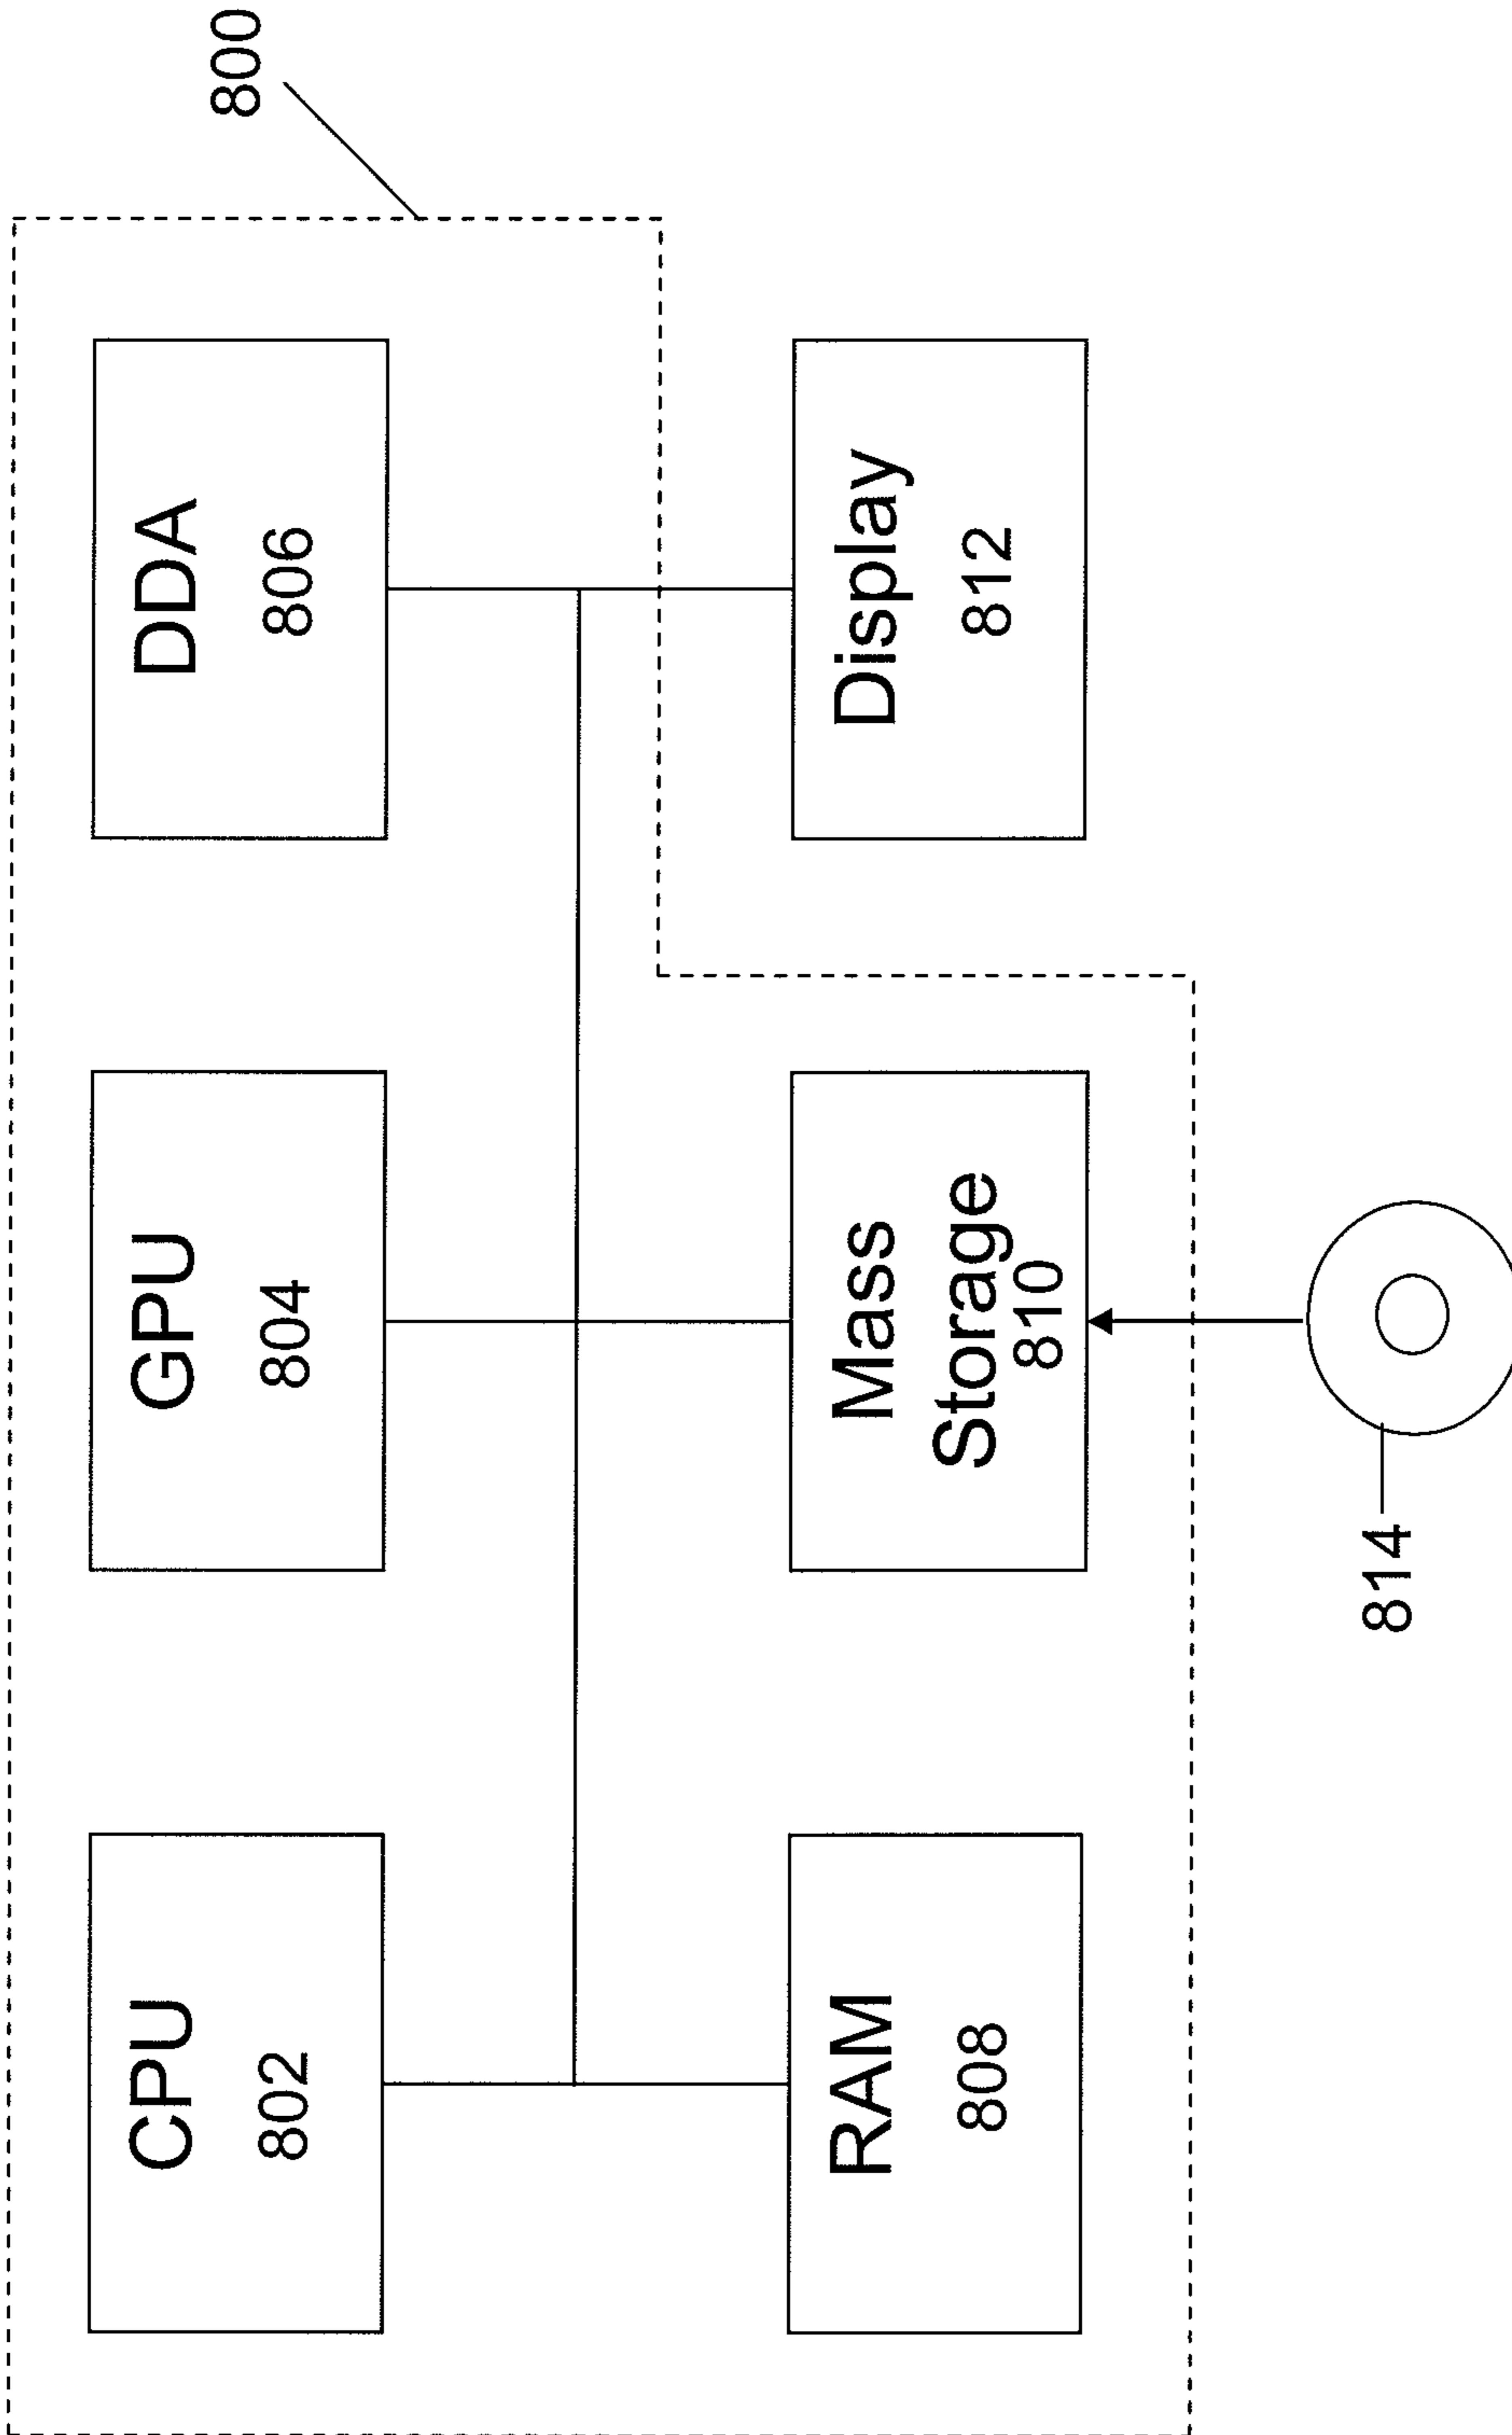 800
CPU
802
GPU
804
DDA
806
RAM
808
Mass
Storage
810
Display
812
814